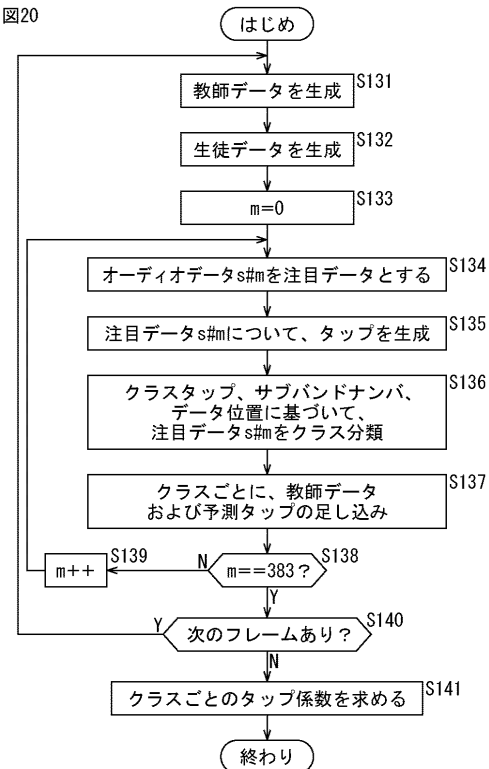 図20
はじめ
教師データを生成
S131
生徒データを生成
S132
m=0
S133
オーディオデータs#mを注目データとする
S134
注目データs#mについて、タップを生成
S135
クラスタップ、サブバンドナンバ、
データ位置に基づいて、
注目データs#mをクラス分類
S136
クラスごとに、教師データ
および予測タップの足し込み
S137
m++
S139
N
m==383?
S138
Y
Y
次のフレームあり?
S140
N
クラスごとのタップ係数を求める
S141
終わり